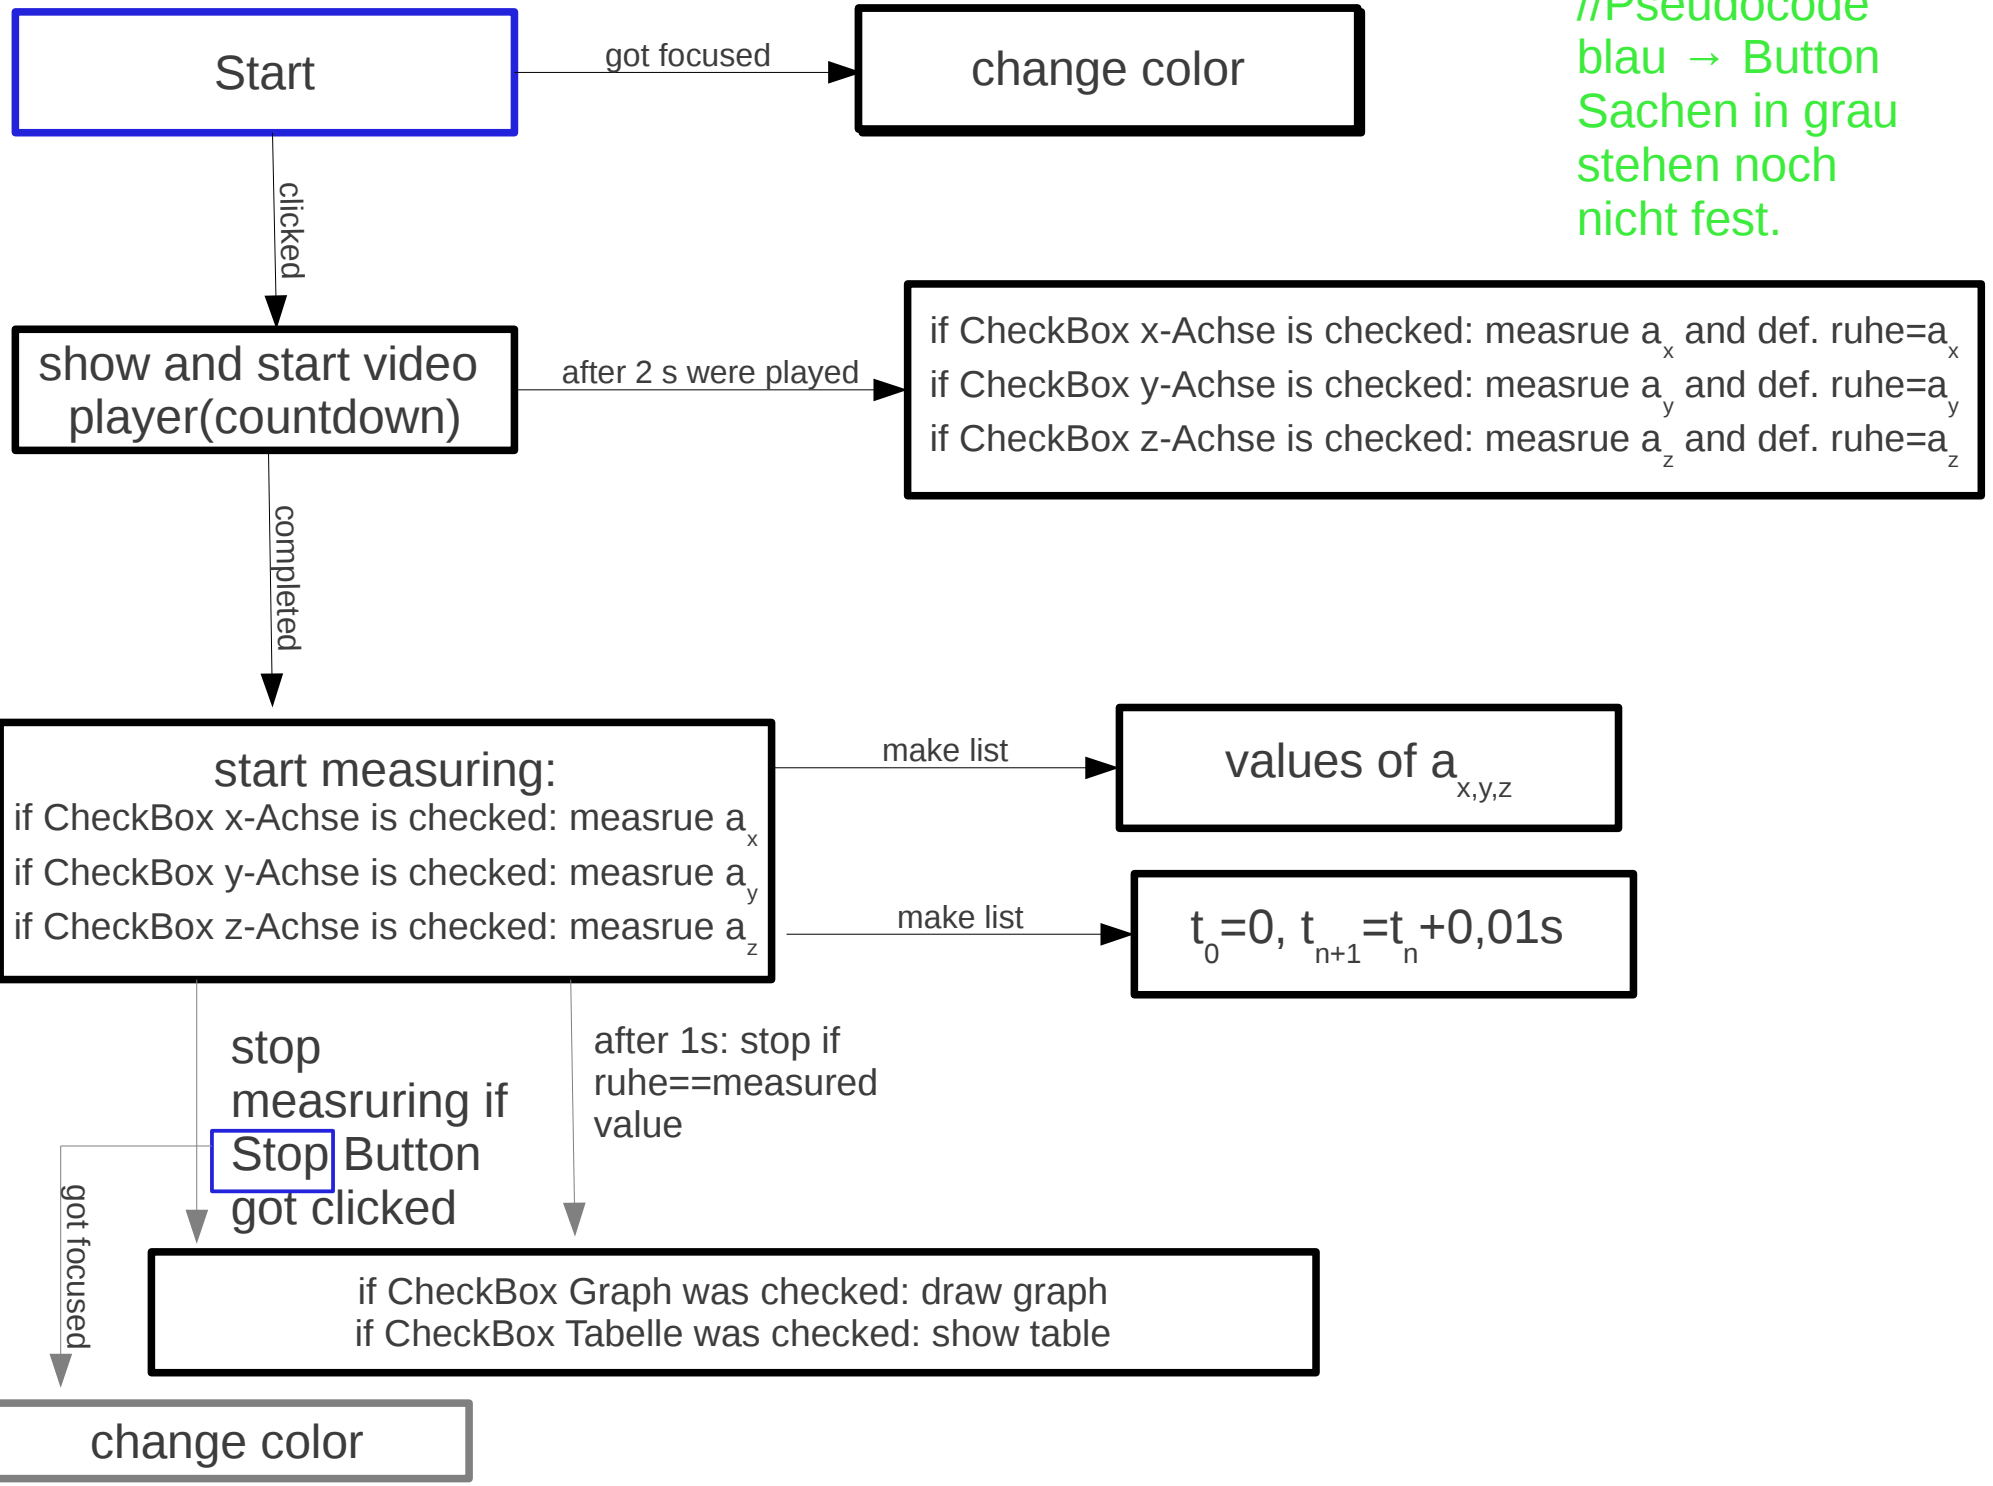 //Pseudocode
blau → Button
Sachen in grau
stehen noch
nicht fest.
Start
got focused
change color
clicked
show and start video
player(countdown)
after 2 s were played
if CheckBox x-Achse is checked: measrue ax and def. ruhe=ax
if CheckBox y-Achse is checked: measrue ay and def. ruhe=ay
if CheckBox z-Achse is checked: measrue az and def. ruhe=az
completed
start measuring:
if CheckBox x-Achse is checked: measrue ax
if CheckBox y-Achse is checked: measrue ay
if CheckBox z-Achse is checked: measrue az
make list
values of ax,y,z
make list
t0=0, tn+1=tn+0,01s
stop
measruring if
Stop Button
got clicked
after 1s: stop if
ruhe==measured
value
got focused
if CheckBox Graph was checked: draw graph
if CheckBox Tabelle was checked: show table
change color